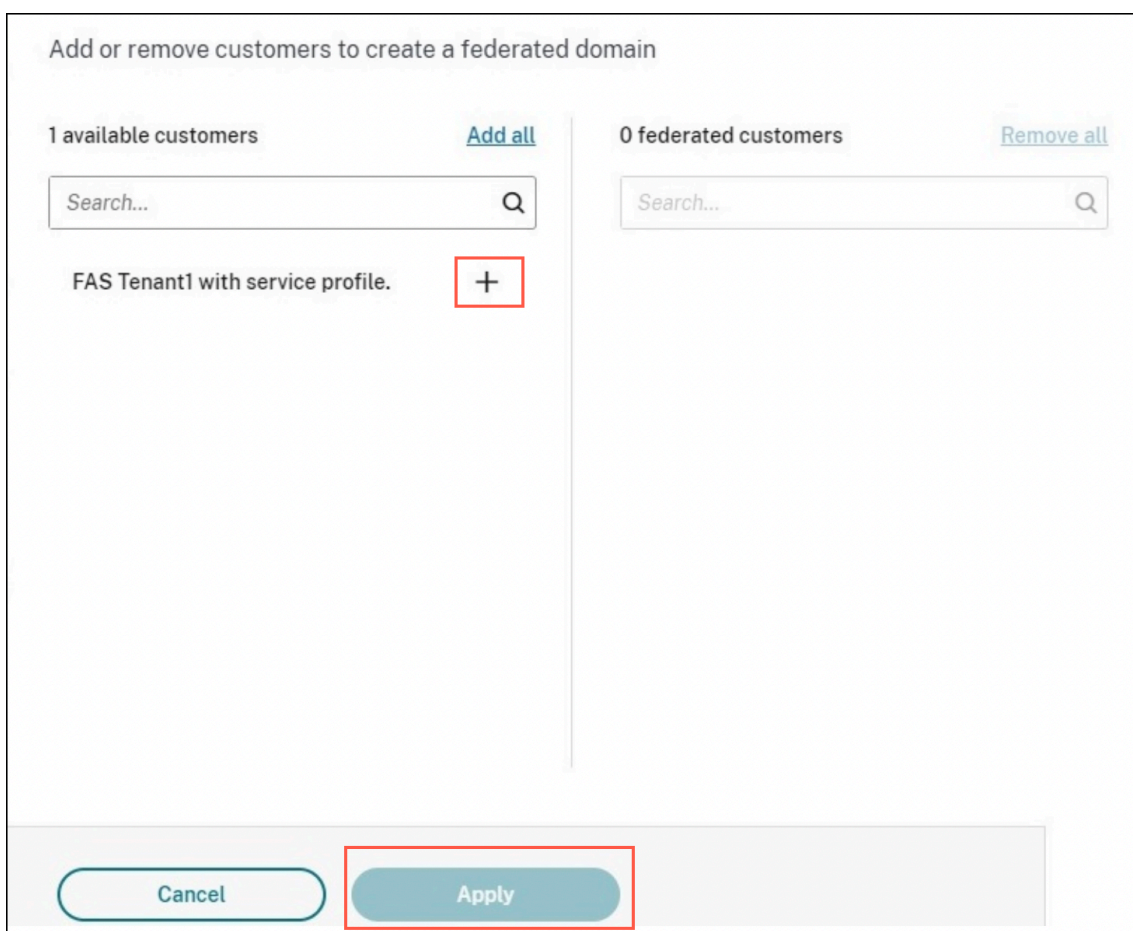 Add or remove customers to create a federated domain
1 available customers
Add all
Search...
FAS Tenant1 with service profile.
0 federated customers
Remove all
Search...
Cancel
Apply